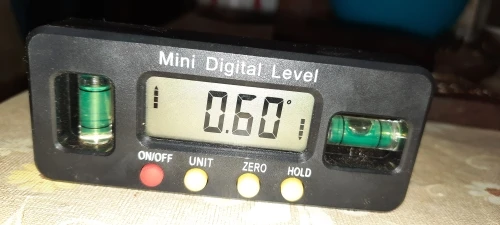 Mini Digital Level
0.60°
ON/OFF UNIT ZERO HOLD